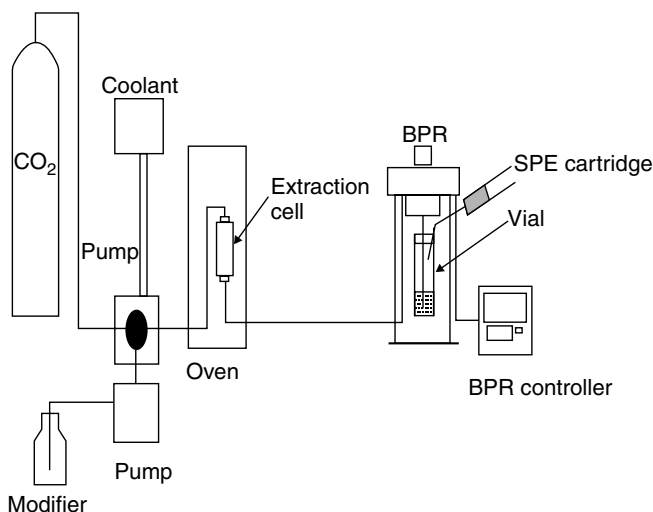 Coolant
CO₂
BPR
SPE cartridge
Extraction
cell
Vial
Pump
Oven
BPR controller
Pump
Modifier